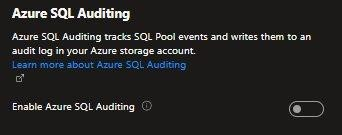 Azure SQL Auditing
Azure SQL Auditing tracks SQL Pool events and writes them to an
audit log in your Azure storage account.
Learn more about Azure SQL Auditing
Enable Azure SQL Auditing